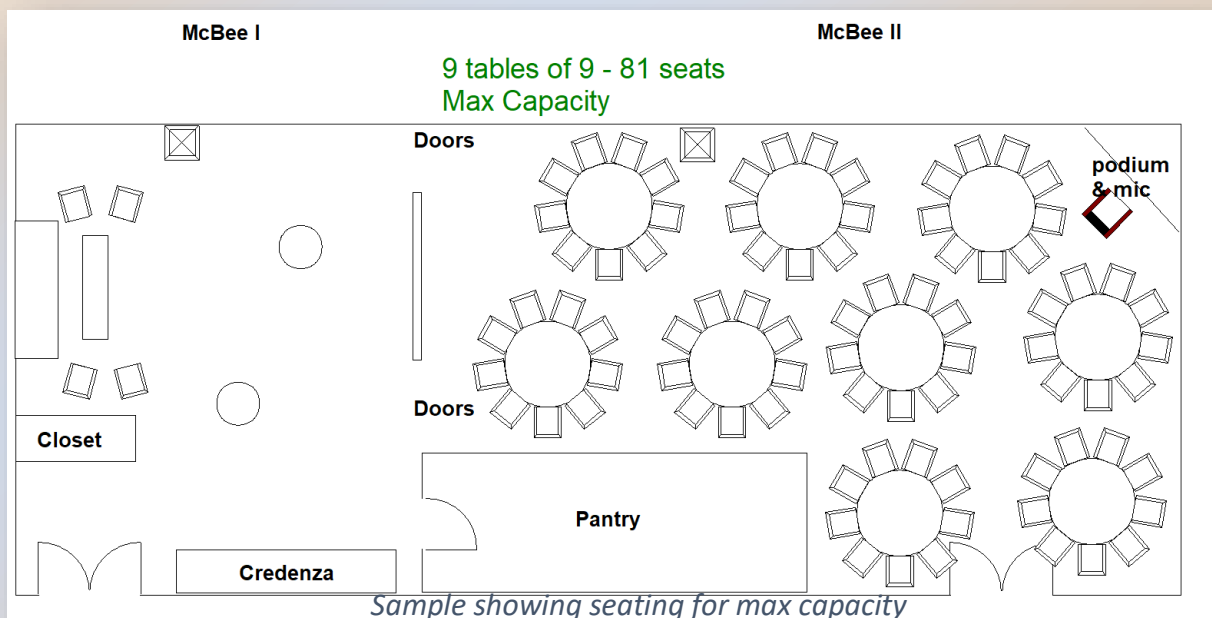 McBee I
McBee II
9 tables of 9 - 81 seats
Max Capacity
Doors
podium
& mic
Doors
Closet
Pantry
Credenza
Sample showing seating for max capacity